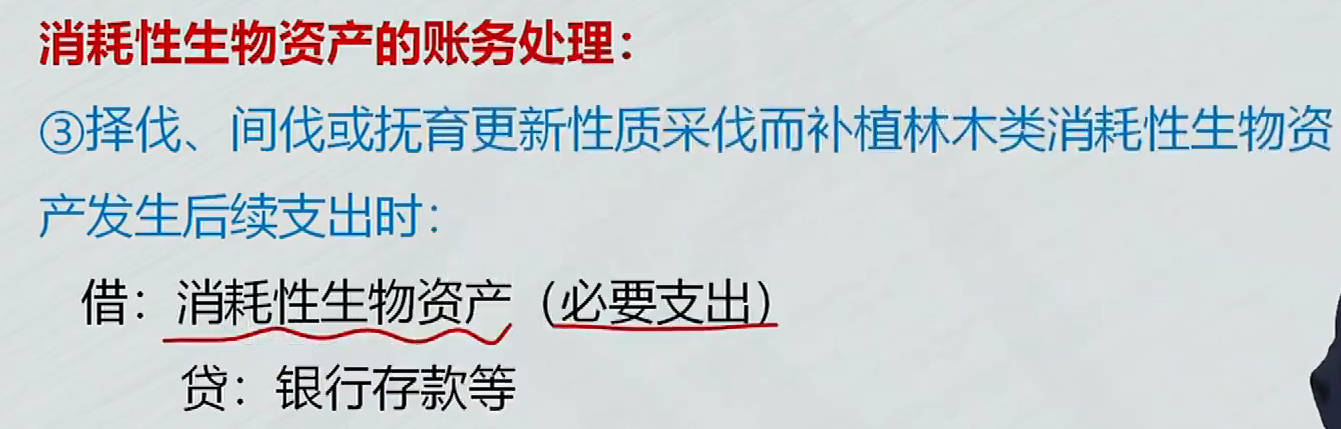 消耗性生物资产的账务处理：
③择伐、间伐或抚育更新性质采伐而补植林木类消耗性生物资
产发生后续支出时：
借：消耗性生物资产（必要支出）
贷：银行存款等